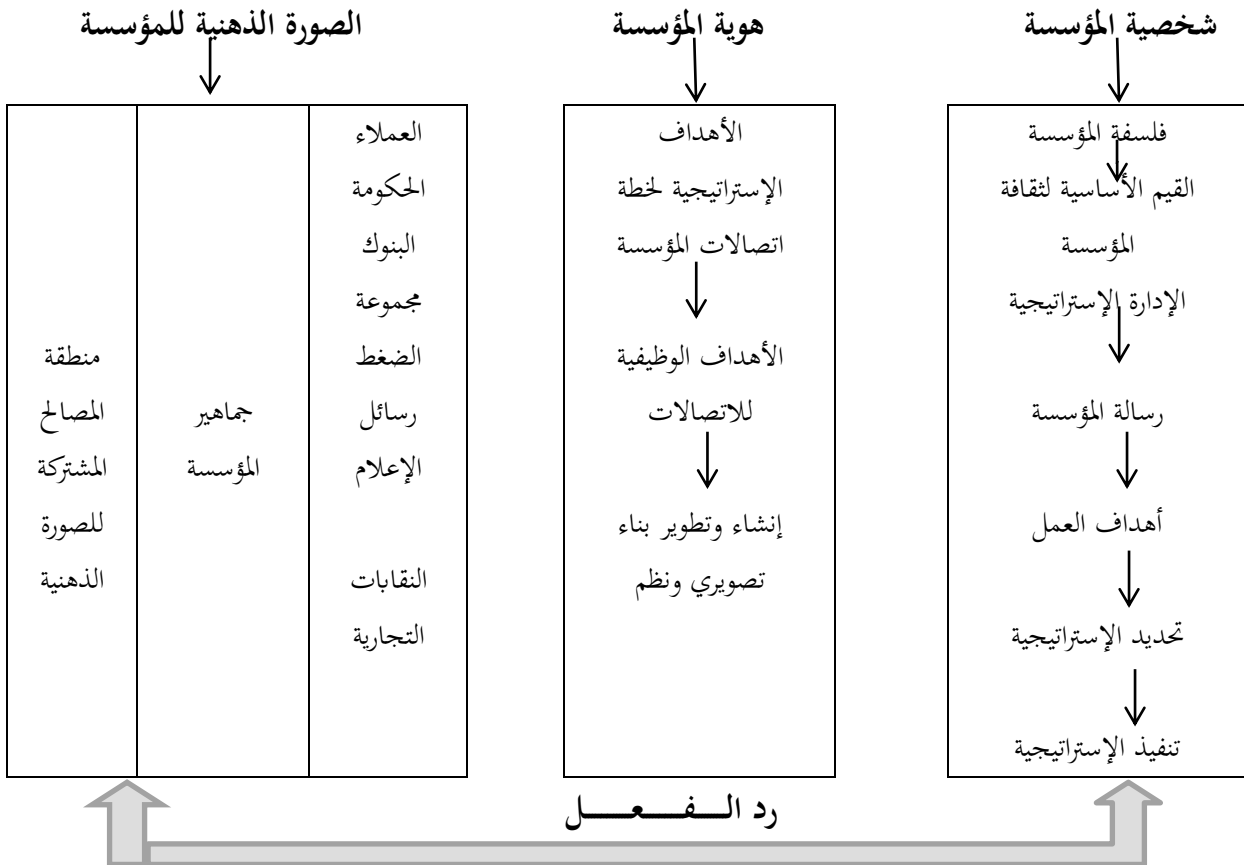 شخصية المؤسسة
هوية المؤسسة
الصورة الذهنية للمؤسسة
فلسفة المؤسسة
القيم الأساسية لثقافة
المؤسسة
الإدارة الإستراتيجية
رسالة المؤسسة
أهداف العمل
تحديد الإستراتيجية
تنفيذ الإستراتيجية
الأهداف
الإستراتيجية لخطة
اتصالات المؤسسة
الأهداف الوظيفية
للاتصالات
إنشاء وتطوير بناء
تصويري ونظم
العملاء
الحكومة
البنوك
مجموعة
الضغط
رسائل
الإعلام
النقابات
التجارية
جماهير
المؤسسة
منطقة
المصالح
المشتركة
للصورة
الذهنية
رد الــفــعــل